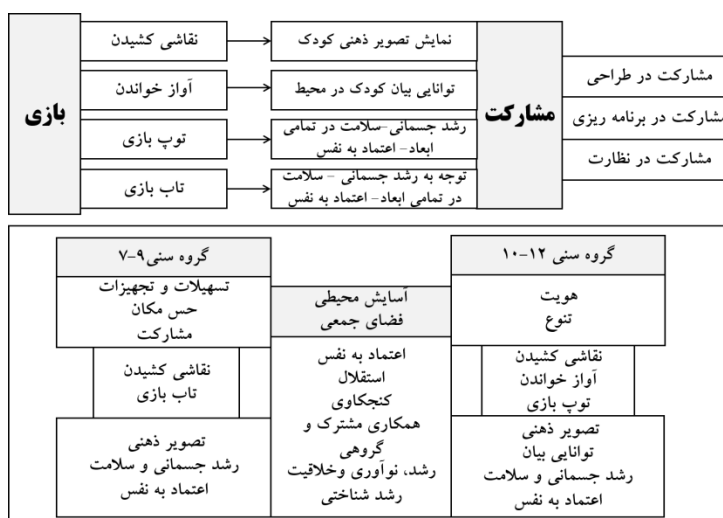 بازی
نقاشی کشیدن
نمایش تصویر ذهنی کودک
آواز خواندن
توانایی بیان کودک در محیط
توپ بازی
رشد جسمانی-سلامت در تمامی
ابعاد- اعتماد به نفس
تاب بازی
توجه به رشد جسمانی - سلامت
در تمامی ابعاد- اعتماد به نفس
مشارکت
مشارکت در طراحی
مشارکت در برنامه ریزی
مشارکت در نظارت
گروه سنی ۱۲-۱۰
هویت
تنوع
نقاشی کشیدن
آواز خواندن
توپ بازی
تصویر ذهنی
توانایی بیان
رشد جسمانی و سلامت
اعتماد به نفس
آسایش محیطی
فضای جمعی
اعتماد به نفس
استقلال
کنجکاوی
همکاری مشترک و
گروهی
رشد، نوآوری وخلاقیت
رشد شناختی
گروه سنی۹-۷
تسهیلات و تجهیزات
حس مکان
مشارکت
نقاشی کشیدن
تاب بازی
تصویر ذهنی
رشد جسمانی و سلامت
اعتماد به نفس